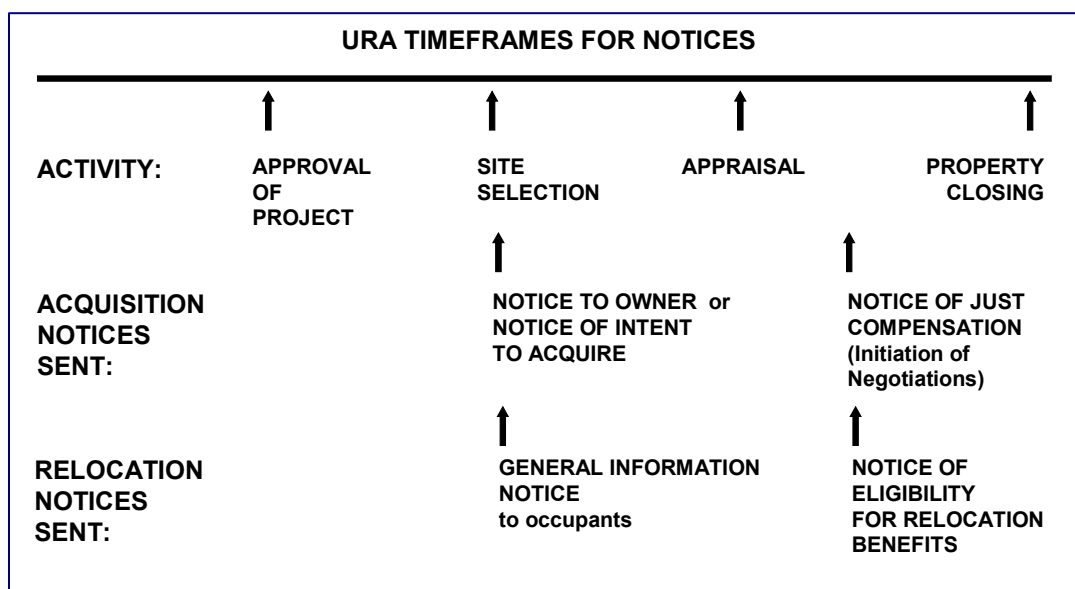 URA TIMEFRAMES FOR NOTICES
ACTIVITY:
APPROVAL
OF
PROJECT
SITE
SELECTION
APPRAISAL
PROPERTY
CLOSING
ACQUISITION
NOTICES
SENT:
NOTICE TO OWNER or
NOTICE OF INTENT
TO ACQUIRE
NOTICE OF JUST
COMPENSATION
(Initiation of
Negotiations)
RELOCATION
NOTICES
SENT:
GENERAL INFORMATION
NOTICE
to occupants
NOTICE OF
ELIGIBILITY
FOR RELOCATION
BENEFITS